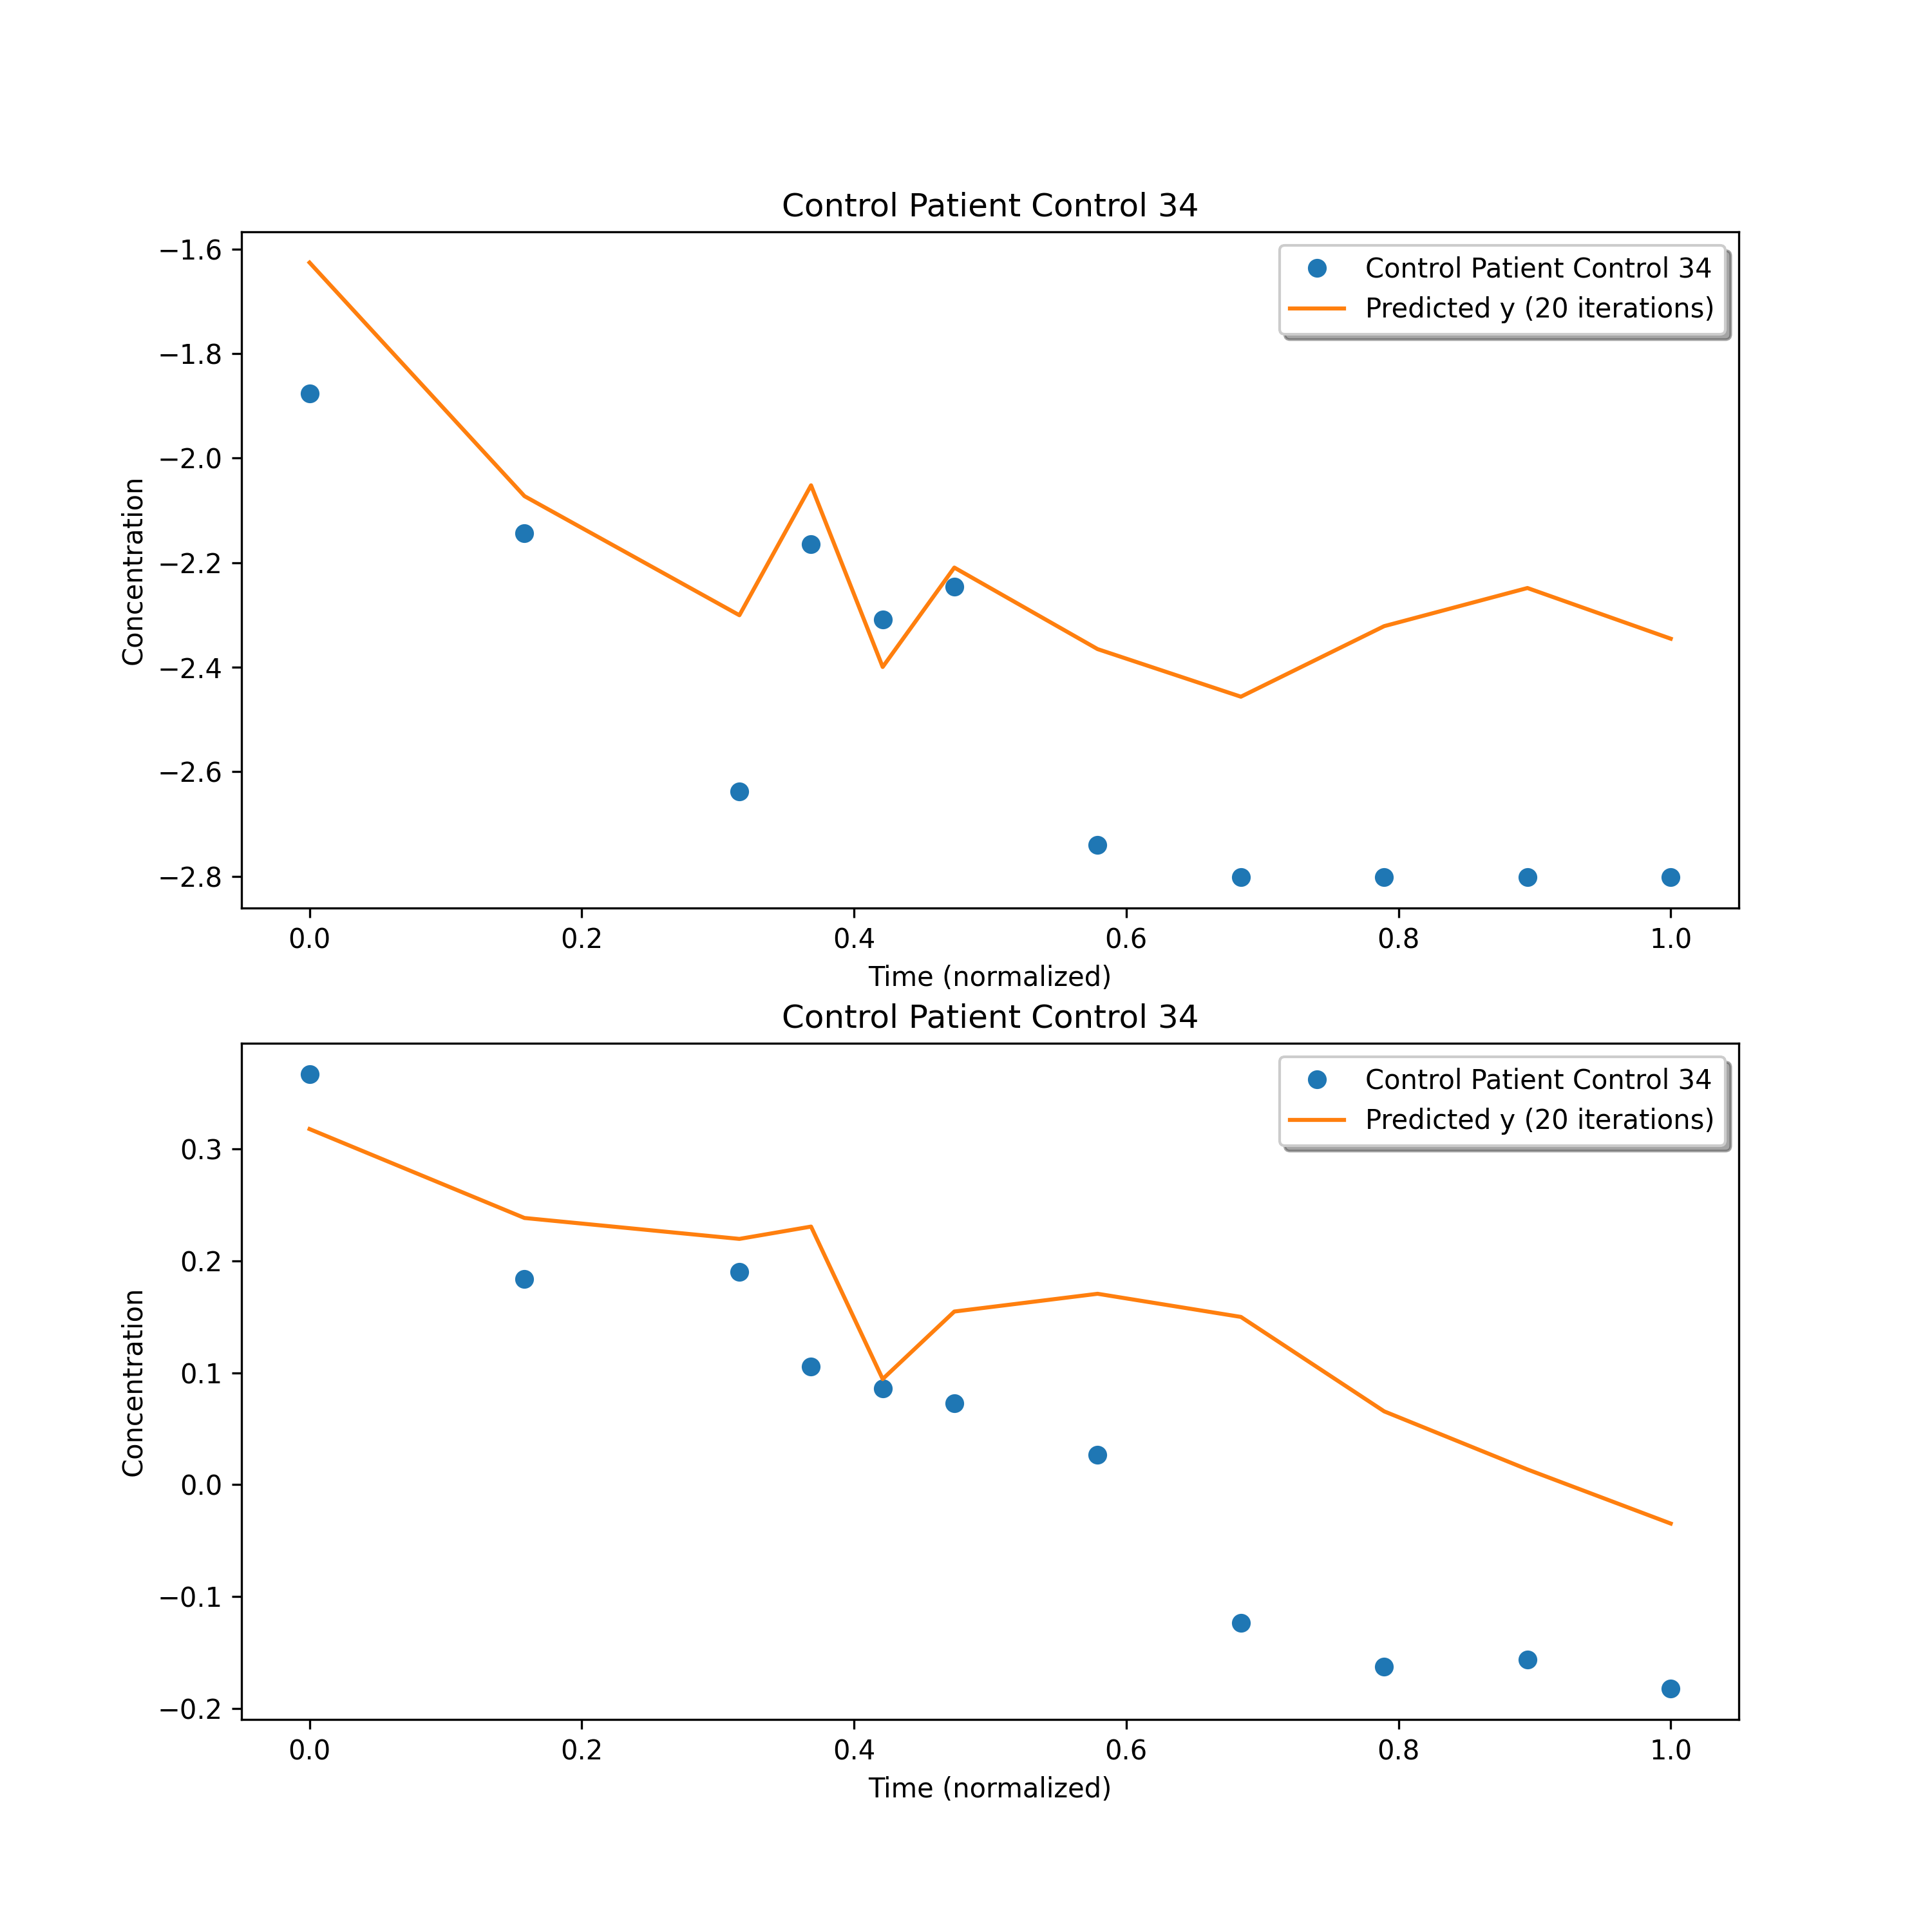 Control Patient Control 34
Control Patient Control 34
Predicted y (20 iterations)
−1.6
−1.8
−2.0
−2.2
−2.4
−2.6
−2.8
Concentration
0.0 0.2 0.4 0.6 0.8 1.0
Time (normalized)
Control Patient Control 34
Control Patient Control 34
Predicted y (20 iterations)
0.3
0.2
0.1
0.0
−0.1
−0.2
Concentration
0.0 0.2 0.4 0.6 0.8 1.0
Time (normalized)